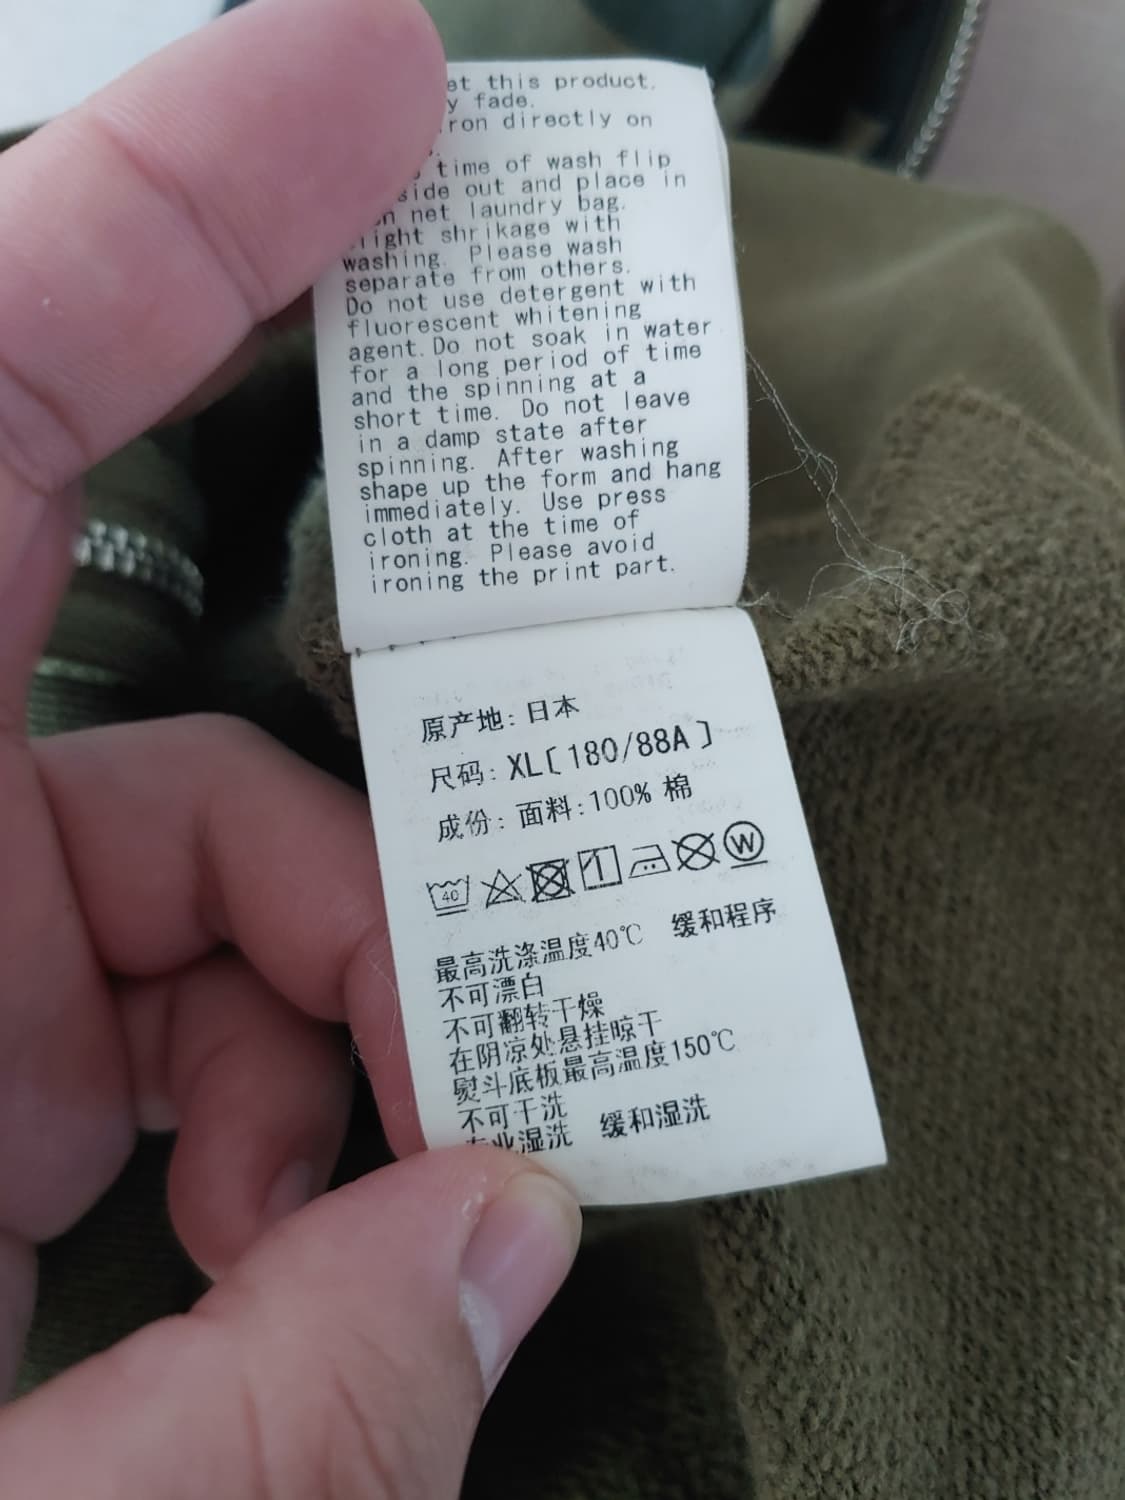 et this product,
y fade.
ron directly on
time of wash flip
side out and place in
net laundry bag.
light shrikage with
washing. Please wash
separate from others.
Do not use detergent with
fluorescent whitening
agent. Do not soak in water
for a long period of time
and the spinning at a
short time. Do not leave
in a damp state after
spinning. After washing
shape up the form and hang
immediately. Use press
cloth at the time of
ironing. Please avoid
ironing the print part.
原产地: 日本
尺码: XL[180/88A]
成份: 面料:100% 棉
40 W
最高洗涤温度40℃ 缓和程序
不可漂白
不可翻转干燥
在阴凉处悬挂晾干
熨斗底板最高温度150℃
不可干洗
专业湿洗 缓和湿洗